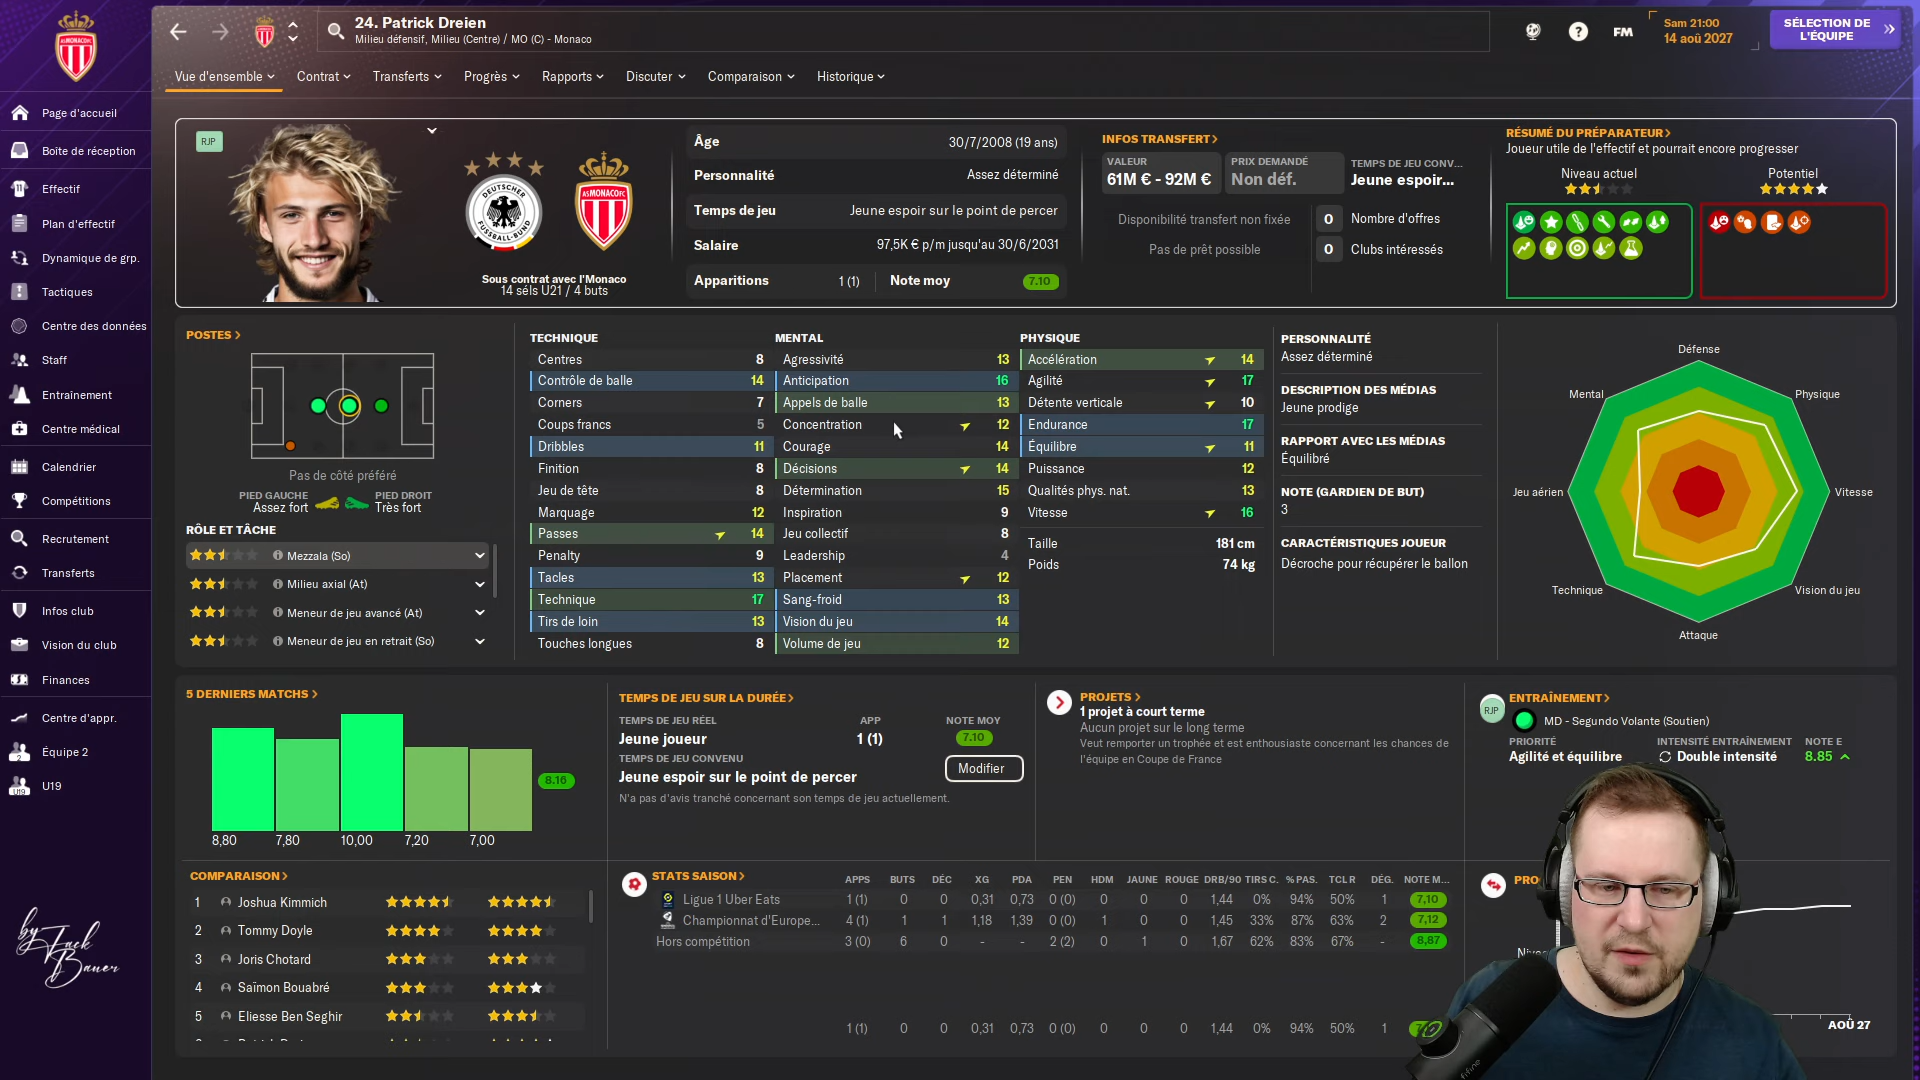 24. Patrick Dreien
Milieu défensif, Milieu (Centre) / MO (C) - Monaco
FM
Sam 21:00
14 aoû 2027
SÉLECTION DE
L'ÉQUIPE
Vue d'ensemble Contrat Transferts Progrès Rapports Discuter Comparaison Historique
Page d'accueil
Boîte de réception
Effectif
Plan d'effectif
Dynamique de grp.
Tactiques
Centre des données
Staff
Entraînement
Centre médical
Calendrier
Compétitions
Recrutement
Transferts
Infos club
Vision du club
Finances
Centre d'appr.
Équipe 2
U19
by Fack Bauer
RJP
DEUTSCHER
FUSSBALL-BUND
AS MONACO FC
Sous contrat avec l'Monaco
14 séls U21 / 4 buts
Âge 30/7/2008 (19 ans)
Personnalité Assez déterminé
Temps de jeu Jeune espoir sur le point de percer
Salaire 97,5K € p/m jusqu'au 30/6/2031
Apparitions 1 (1) Note moy 7.10
INFOS TRANSFERT
VALEUR
61M € - 92M €
PRIX DEMANDÉ
Non déf.
TEMPS DE JEU CONV...
Jeune espoir...
Disponibilité transfert non fixée
Pas de prêt possible
0 Nombre d'offres
0 Clubs intéressés
RÉSUMÉ DU PRÉPARATEUR
Joueur utile de l'effectif et pourrait encore progresser
Niveau actuel
Potentiel
POSTES
Pas de côté préféré
PIED GAUCHE
Assez fort
PIED DROIT
Très fort
RÔLE ET TÂCHE
Mezzala (So)
Milieu axial (At)
Meneur de jeu avancé (At)
Meneur de jeu en retrait (So)
TECHNIQUE
Centres 8
Contrôle de balle 14
Corners 7
Coups francs 5
Dribbles 11
Finition 8
Jeu de tête 8
Marquage 12
Passes 14
Penalty 9
Tacles 13
Technique 17
Tirs de loin 13
Touches longues 8
MENTAL
Agressivité 13
Anticipation 16
Appels de balle 13
Concentration 12
Courage 14
Décisions 14
Détermination 15
Inspiration 9
Jeu collectif 8
Leadership 4
Placement 12
Sang-froid 13
Vision du jeu 14
Volume de jeu 12
PHYSIQUE
Accélération 14
Agilité 17
Détente verticale 10
Endurance 17
Équilibre 11
Puissance 12
Qualités phys. nat. 13
Vitesse 16
Taille 181 cm
Poids 74 kg
PERSONNALITÉ
Assez déterminé
DESCRIPTION DES MÉDIAS
Jeune prodige
RAPPORT AVEC LES MÉDIAS
Équilibré
NOTE (GARDIEN DE BUT)
3
CARACTÉRISTIQUES JOUEUR
Décroche pour récupérer le ballon
Défense
Mental
Physique
Jeu aérien
Vitesse
Technique
Vision du jeu
Attaque
5 DERNIERS MATCHS
8.16
8,80 7,80 10,00 7,20 7,00
TEMPS DE JEU SUR LA DURÉE
TEMPS DE JEU RÉEL APP NOTE MOY
Jeune joueur 1 (1) 7.10
TEMPS DE JEU CONVENU
Jeune espoir sur le point de percer
Modifier
N'a pas d'avis tranché concernant son temps de jeu actuellement.
PROJETS
1 projet à court terme
Aucun projet sur le long terme
Veut remporter un trophée et est enthousiaste concernant les chances de
l'équipe en Coupe de France
ENTRAÎNEMENT
RJP
MD - Segundo Volante (Soutien)
PRIORITÉ INTENSITÉ ENTRAÎNEMENT NOTE E
Agilité et équilibre Double intensité 8.85
COMPARAISON
1 Joshua Kimmich
2 Tommy Doyle
3 Joris Chotard
4 Saïmon Bouabré
5 Eliesse Ben Seghir
STATS SAISON APPS BUTS DÉC XG PDA PEN HDM JAUNE ROUGE DRB/90 TIRS C. % PAS. TCL R DÉG. NOTE M...
Ligue 1 Uber Eats 1 (1) 0 0 0,31 0,73 0 (0) 0 0 0 1,44 0% 94% 50% 1 7,10
Championnat d'Europe... 4 (1) 1 1 1,18 1,39 0 (0) 1 0 0 1,45 33% 87% 63% 2 7,12
Hors compétition 3 (0) 6 0 - - 2 (2) 0 1 0 1,67 62% 83% 67% - 8,87
1 (1) 0 0 0,31 0,73 0 (0) 0 0 0 1,44 0% 94% 50% 1
PRO
Nive
AOÛ 27
fifine